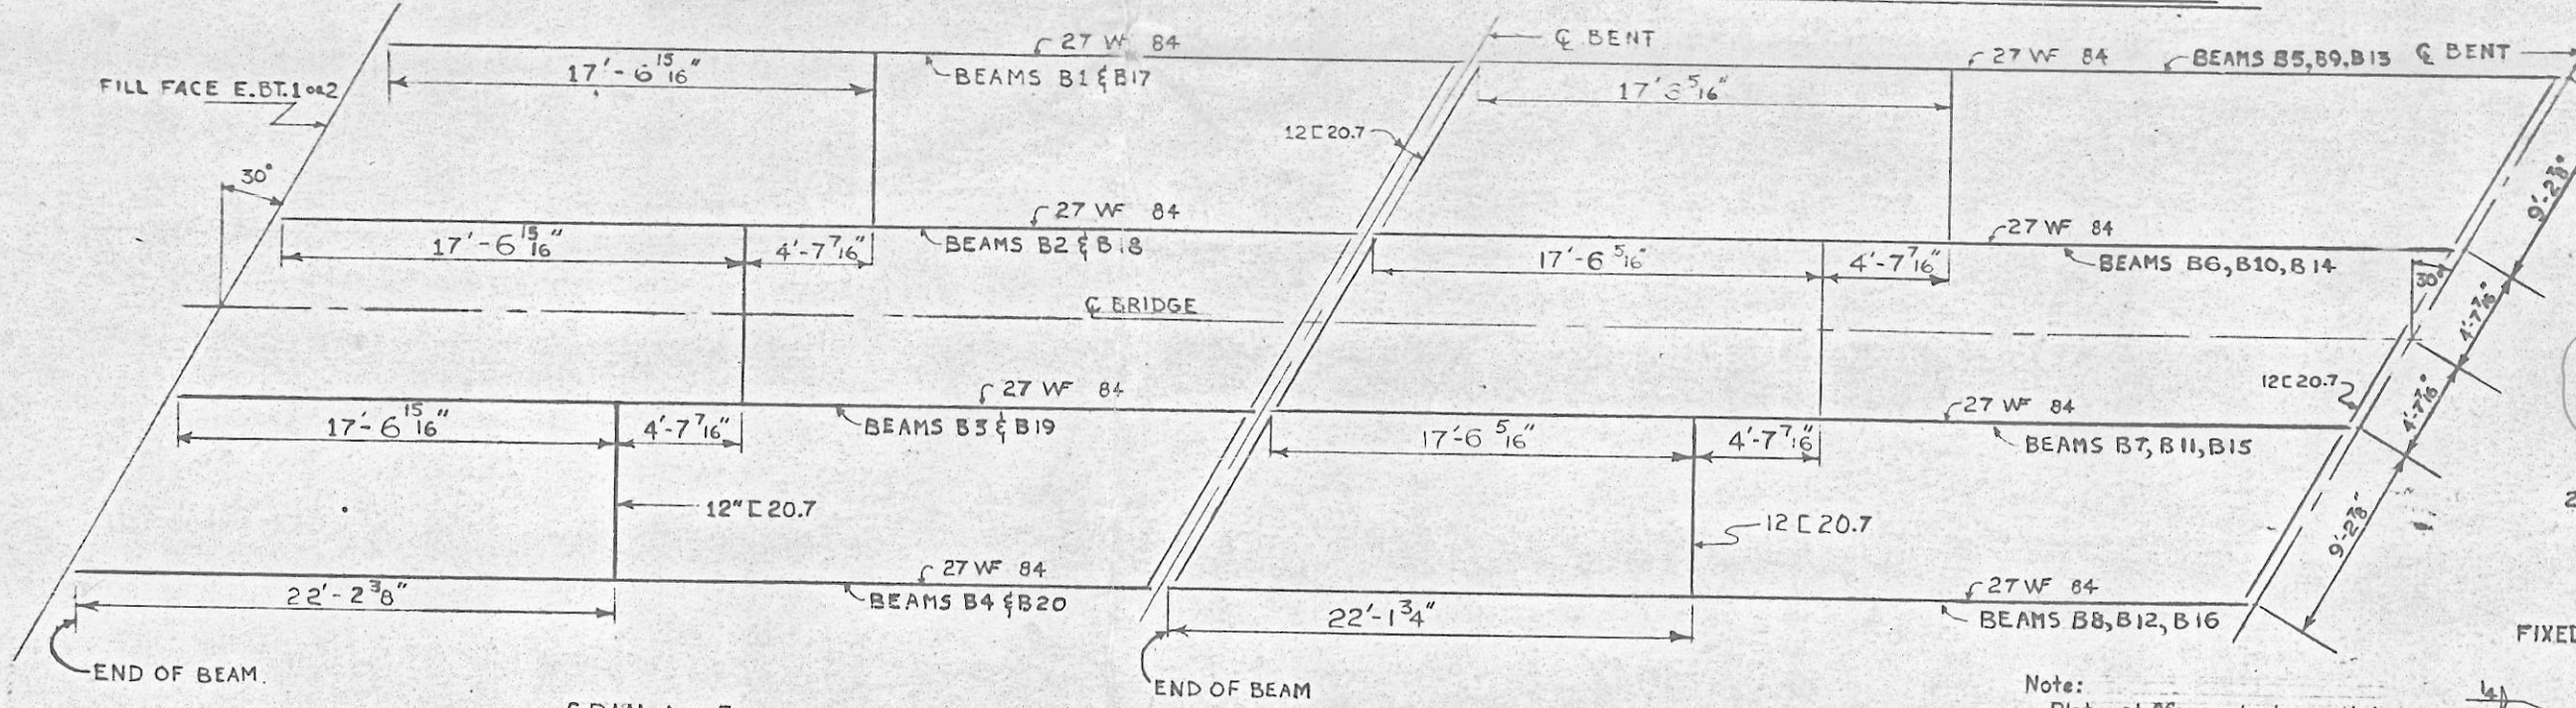 27 WF 84
℄ BENT
27 WF 84
BEAMS B5,B9,B13
℄ BENT
17'-6 15/16"
BEAMS B1 & B17
FILL FACE E.BT.1 OR 2
17'-6 5/16"
12[20.7
30°
9'-2 7/8"
27 WF 84
27 WF 84
17'-6 15/16"
4'-7 7/16"
BEAMS B2 & B18
17'-6 5/16"
4'-7 7/16"
BEAMS B6,B10,B14
30°
℄ BRIDGE
4'-7 7/16"
12[20.7
4'-7 7/16"
27 WF 84
27 WF 84
17'-6 15/16"
4'-7 7/16"
BEAMS B3 & B19
17'-6 5/16"
4'-7 7/16"
BEAMS B7,B11,B15
12"[20.7
12[20.7
9'-2 7/8"
27 WF 84
27 WF 84
22'-2 3/8"
BEAMS B4 & B20
22'-1 3/4"
BEAMS B8,B12,B16
FIXED
END OF BEAM.
END OF BEAM
Note:
1/4